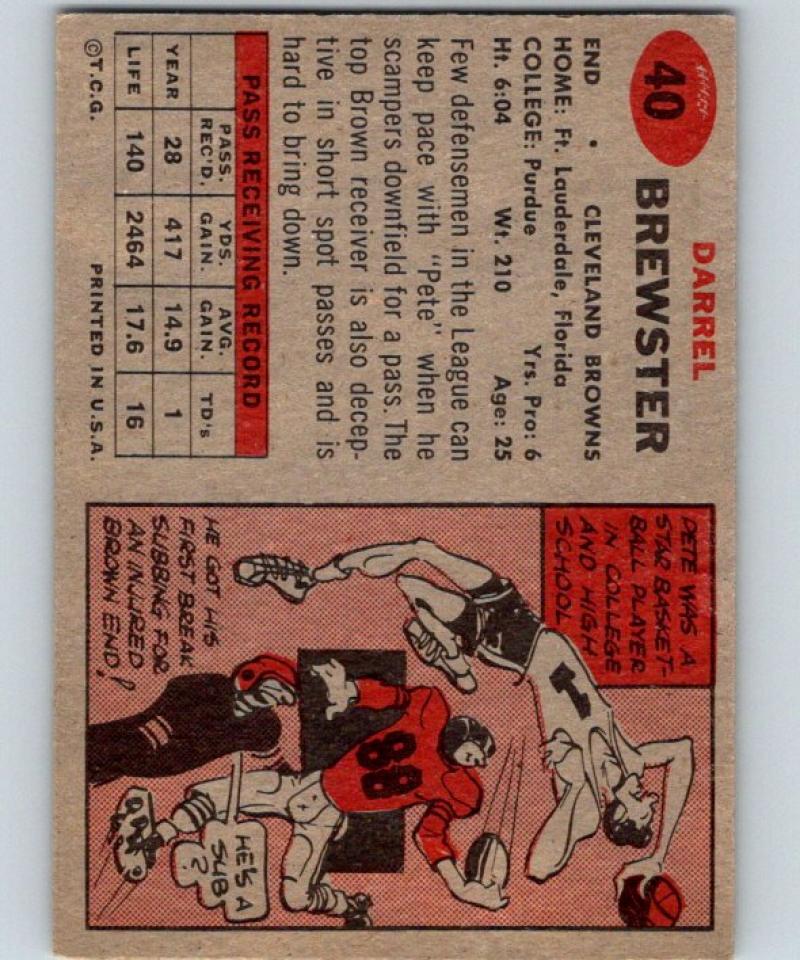 40
DARREL
BREWSTER
END • CLEVELAND BROWNS
HOME: Ft. Lauderdale, Florida
COLLEGE: Purdue Yrs. Pro: 6
Ht. 6:04 Wt. 210 Age: 25
Few defensemen in the League can
keep pace with "Pete" when he
scampers downfield for a pass. The
top Brown receiver is also decep-
tive in short spot passes and is
hard to bring down.
PASS RECEIVING RECORD
PASS. REC'D. YDS. GAIN. AVG. GAIN. TD's
YEAR 28 417 14.9 1
LIFE 140 2464 17.6 16
©T.C.G. PRINTED IN U.S.A.
PETE WAS A
STAR BASKET-
BALL PLAYER
IN COLLEGE
AND HIGH
SCHOOL
1
88
HE GOT HIS
FIRST BREAK
SUBBING FOR
AN INJURED
BROWN END!
HE'S A
SUB
?